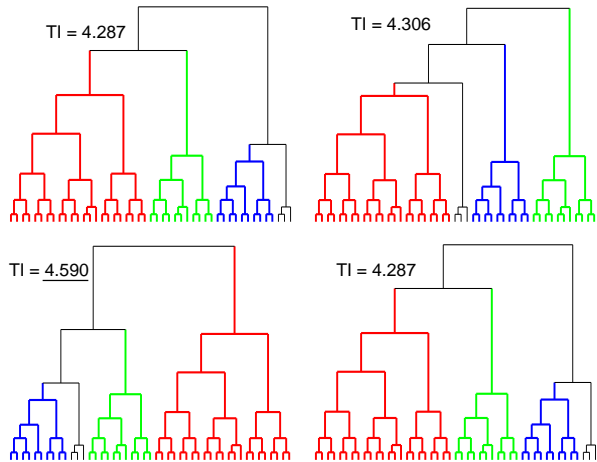 TI = 4.287
TI = 4.306
TI = 4.590
TI = 4.287